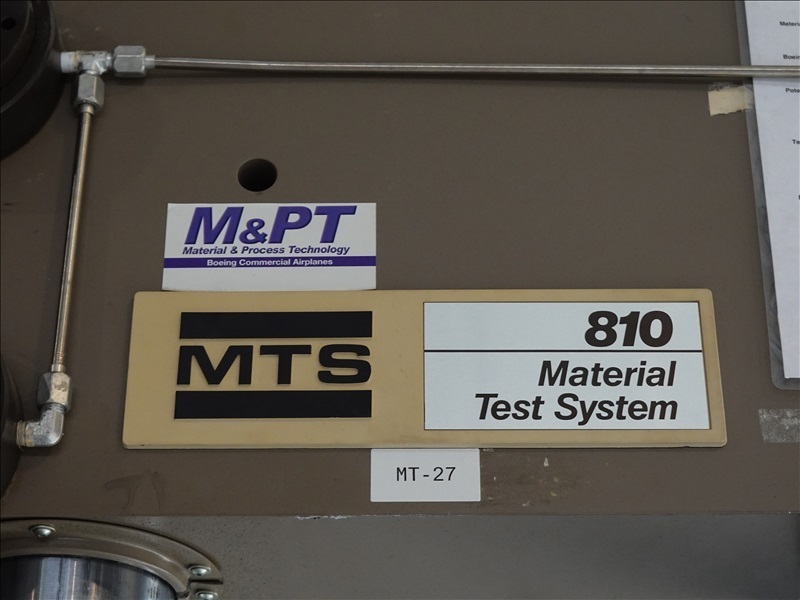 M&PT
Material & Process Technology
Boeing Commercial Airplanes
MTS
810
Material
Test System
MT-27